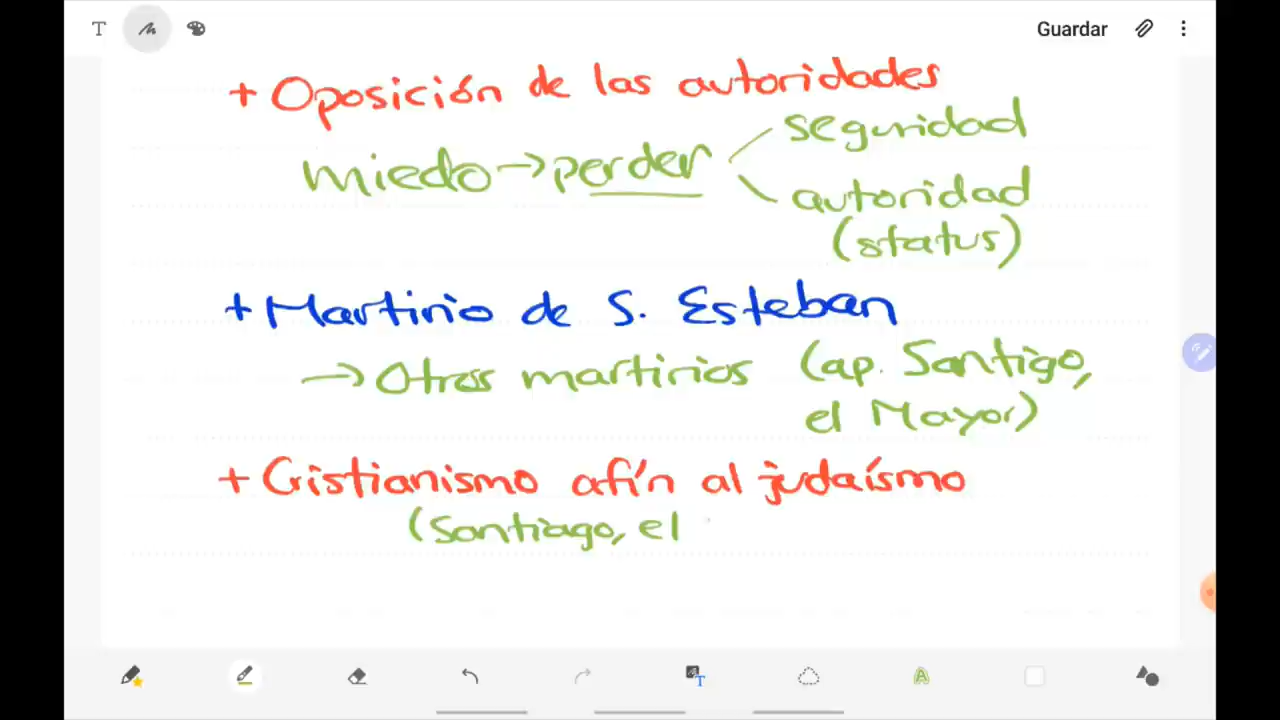 T Guardar
+ Oposición de las autoridades
miedo → perder
seguridad
autoridad
(status)
+ Martirio de S. Esteban
→ Otros martirios (ap. Santigo,
el Mayor)
+ Cristianismo afín al judaísmo
(Santiago, el